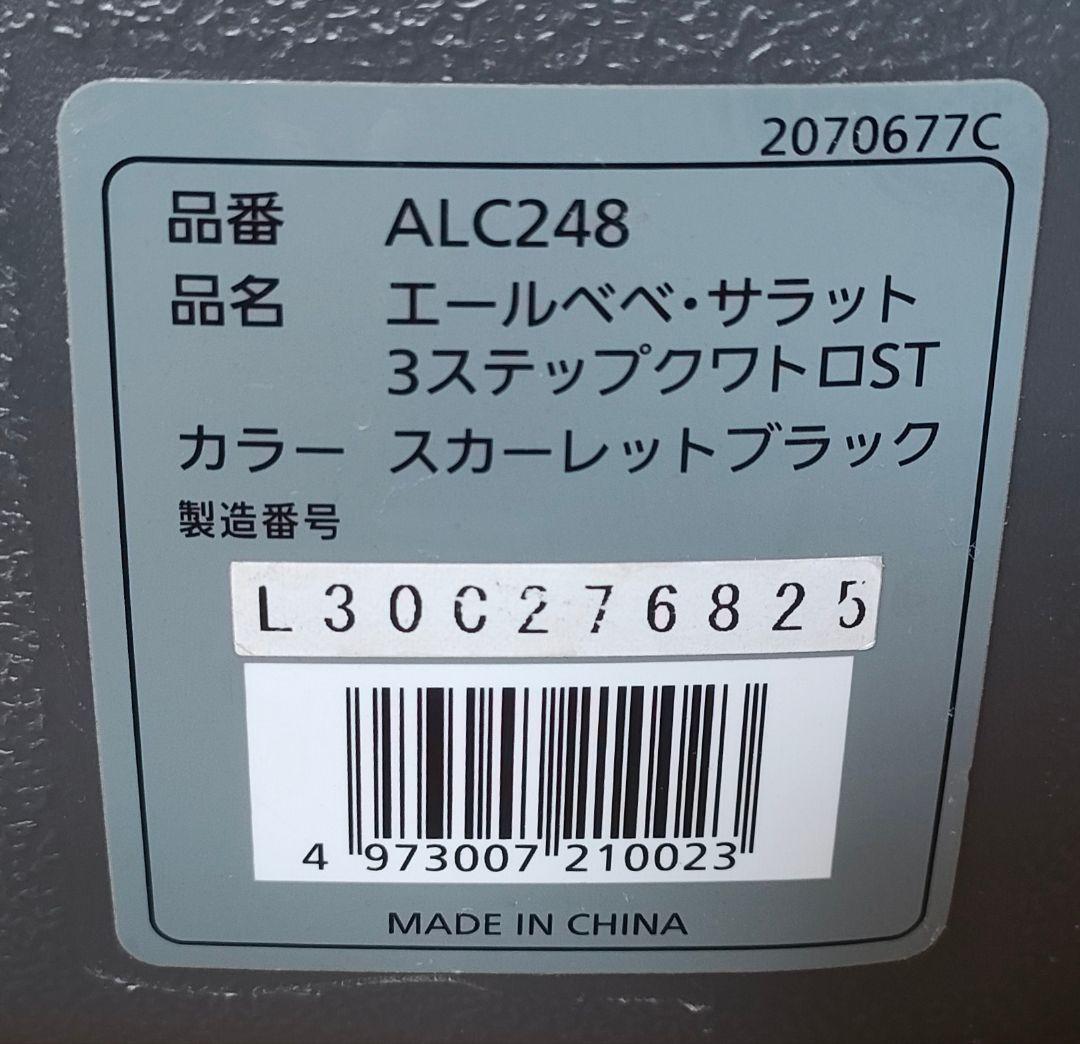 2070677C
品番 ALC248
品名 エールベベ・サラット
3ステップクワトロST
カラー スカーレットブラック
製造番号
L30C276825
4 973007 210023
MADE IN CHINA